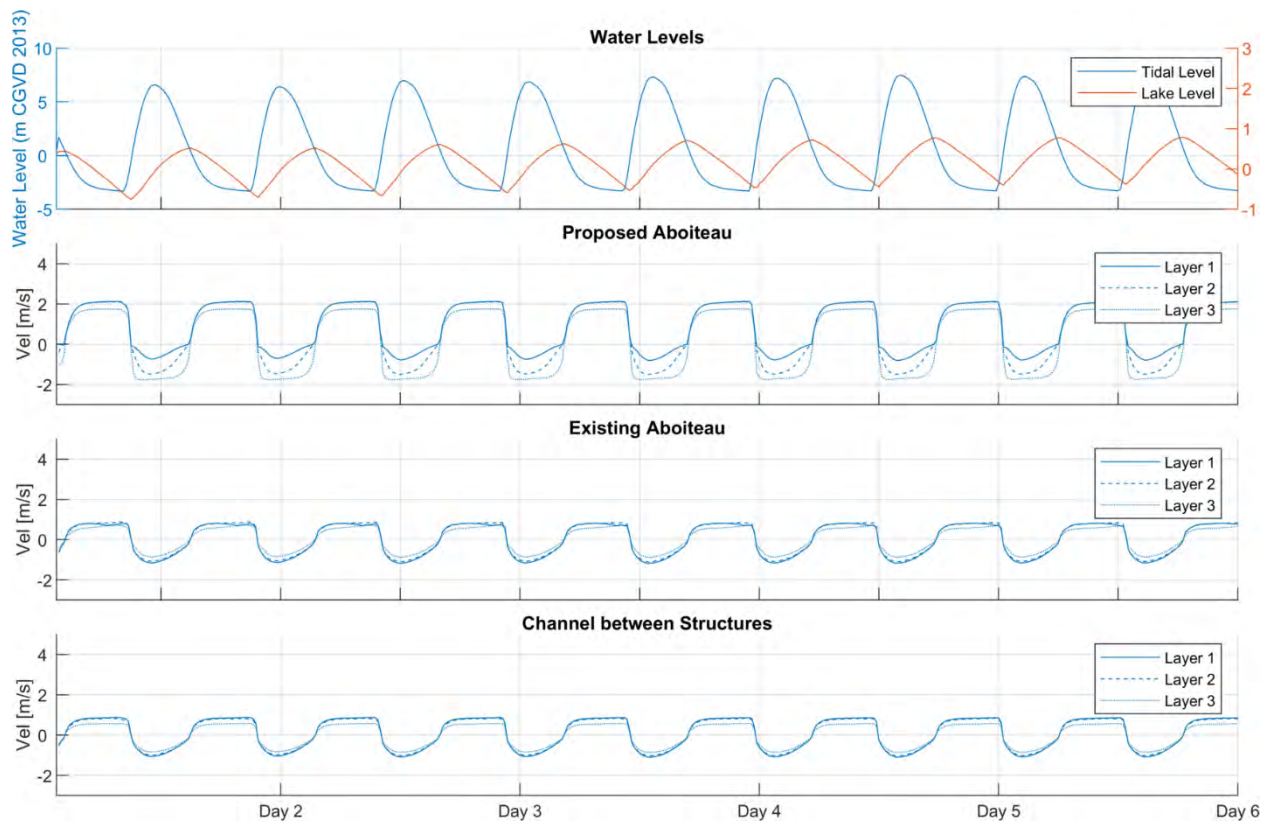 Water Levels
Water Level (m CGVD 2013)
10
5
0
-5
3
2
1
0
-1
Tidal Level
Lake Level
Proposed Aboiteau
Vel [m/s]
4
2
0
-2
Layer 1
Layer 2
Layer 3
Existing Aboiteau
Vel [m/s]
4
2
0
-2
Layer 1
Layer 2
Layer 3
Channel between Structures
Vel [m/s]
4
2
0
-2
Layer 1
Layer 2
Layer 3
Day 2
Day 3
Day 4
Day 5
Day 6